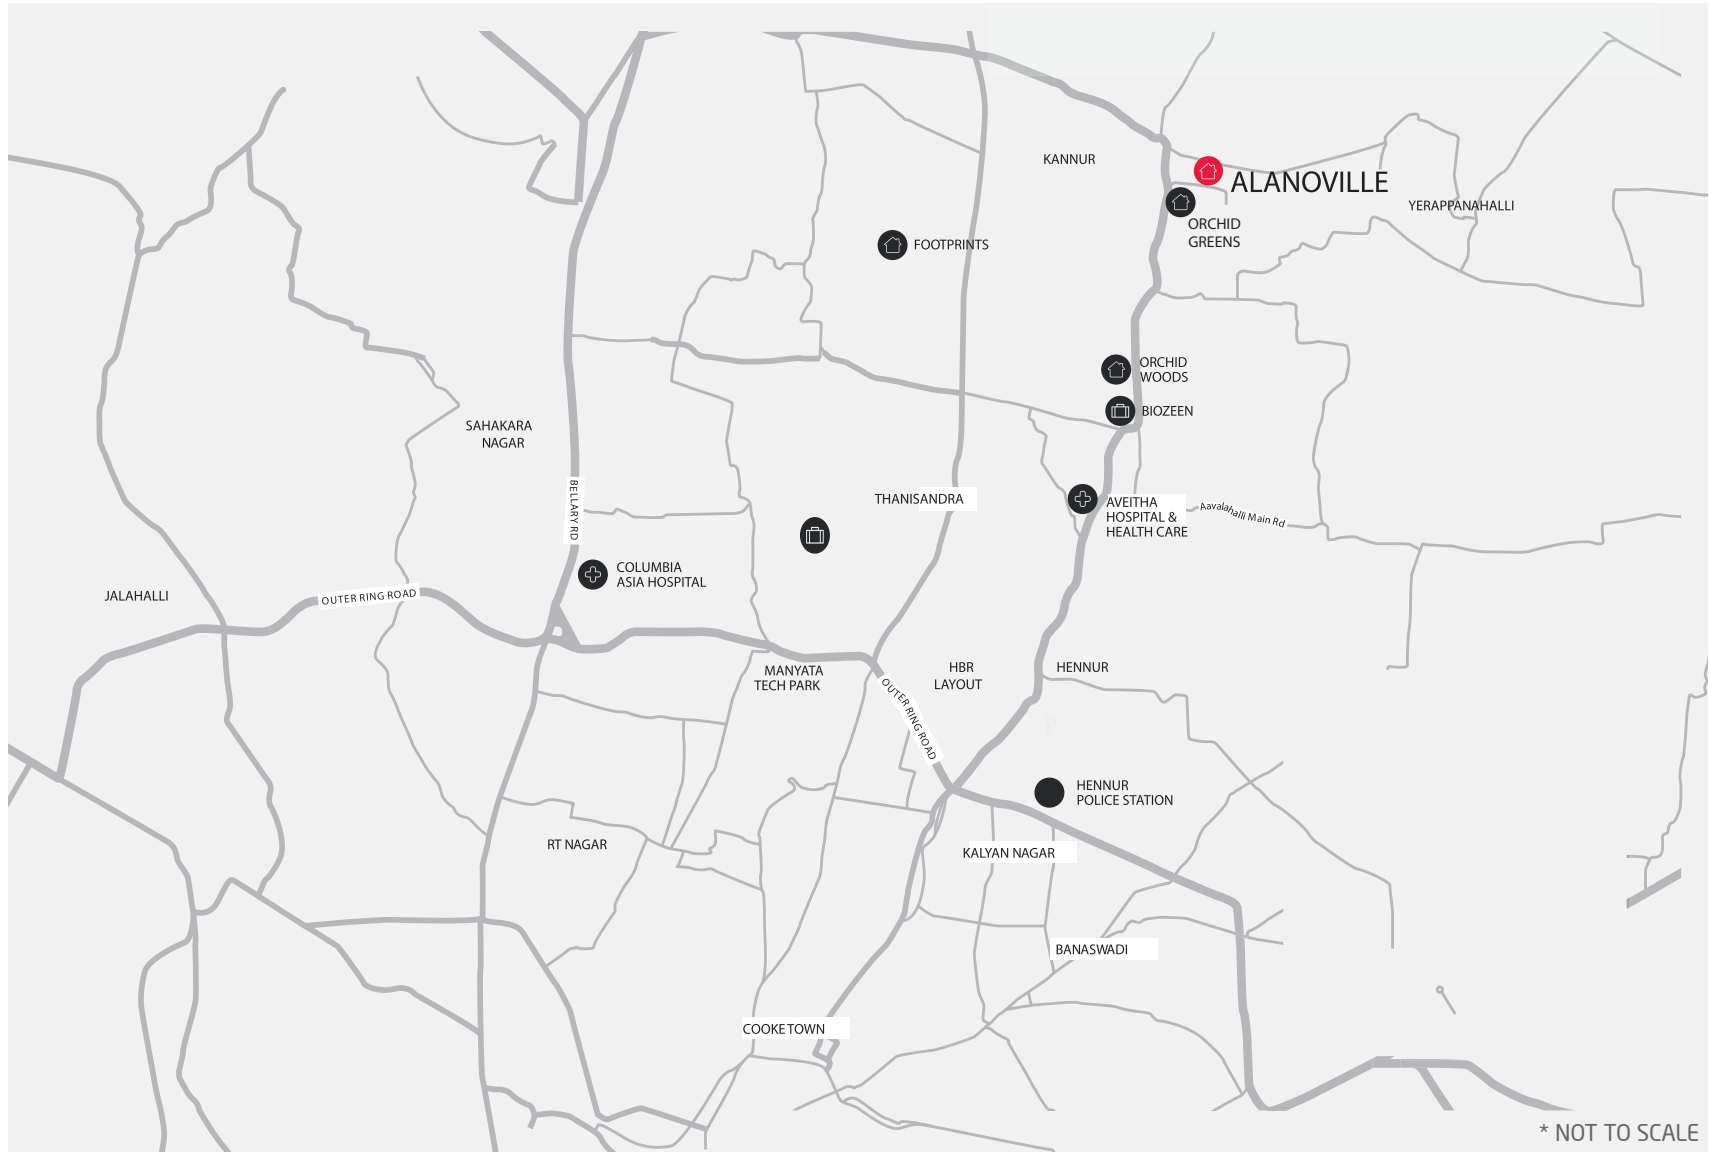 KANNUR
ALANOVILLE
YERAPPANAHALLI
ORCHID
GREENS
FOOTPRINTS
ORCHID
WOODS
BIOZEEN
SAHAKARA
NAGAR
BELLARY RD
THANISANDRA
AVEITHA
HOSPITAL &
HEALTH CARE
Aavalahalli Main Rd
COLUMBIA
ASIA HOSPITAL
JALAHALLI
OUTER RING ROAD
MANYATA
TECH PARK
HBR
LAYOUT
HENNUR
OUTER RING ROAD
HENNUR
POLICE STATION
RT NAGAR
KALYAN NAGAR
BANASWADI
COOKE TOWN
* NOT TO SCALE